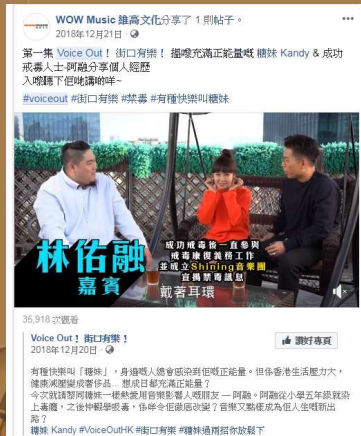 WOW Music 維高文化分享了 1 則帖子。
2018年12月21日
第一集 Voice Out！ 街口有樂！ 搵嚟充滿正能量嘅 糖妹 Kandy & 成功
戒毒人士-阿融分享個人經歷
入嚟聽下佢哋講啲咩~
#voiceout #街口有樂 #禁毒 #有種快樂叫糖妹
林佑融
嘉賓
成功戒毒後一直參與
戒毒康復義務工作
並成立Shining音樂團
宣揚禁毒訊息
戴著耳環
35,918 次觀看
Voice Out！ 街口有樂！
2018年12月20日
讚好專頁
有種快樂叫「糖妹」，身邊嘅人總會感染到佢嘅正能量。但係香港生活壓力大，
健康減壓變成奢侈品... 想成日都充滿正能量？
今次就請黎同糖妹一樣熱愛用音樂影響人嘅朋友 — 阿融。阿融從小學五年級就染
上毒癮，之後仲輟學吸毒，係咩令佢徹底改變？音樂又點樣成為佢人生嘅新出
路？
糖妹 Kandy #VoiceOutHK #街口有樂 #糖妹過兩招你放鬆下